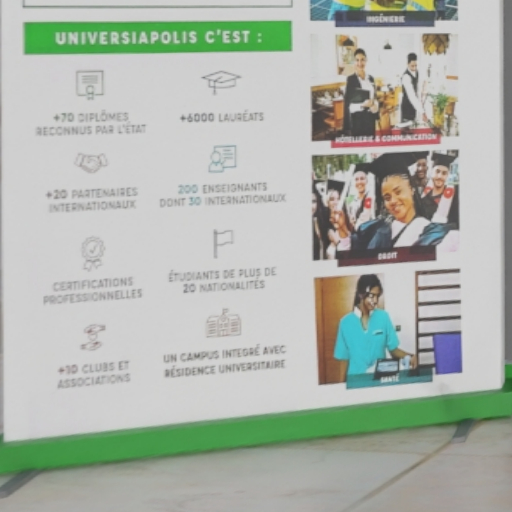 UNIVERSIAPOLIS C'EST :
+70 DIPLÔMES
RECONNUS PAR L'ÉTAT
+6000 LAURÉATS
+20 PARTENAIRES
INTERNATIONAUX
200 ENSEIGNANTS
DONT 30 INTERNATIONAUX
CERTIFICATIONS
PROFESSIONNELLES
ÉTUDIANTS DE PLUS DE
20 NATIONALITÉS
+10 CLUBS ET
ASSOCIATIONS
UN CAMPUS INTEGRÉ AVEC
RÉSIDENCE UNIVERSITAIRE
INGÉNIERIE
HÔTELLERIE & COMMUNICATION
DROIT
SANTÉ